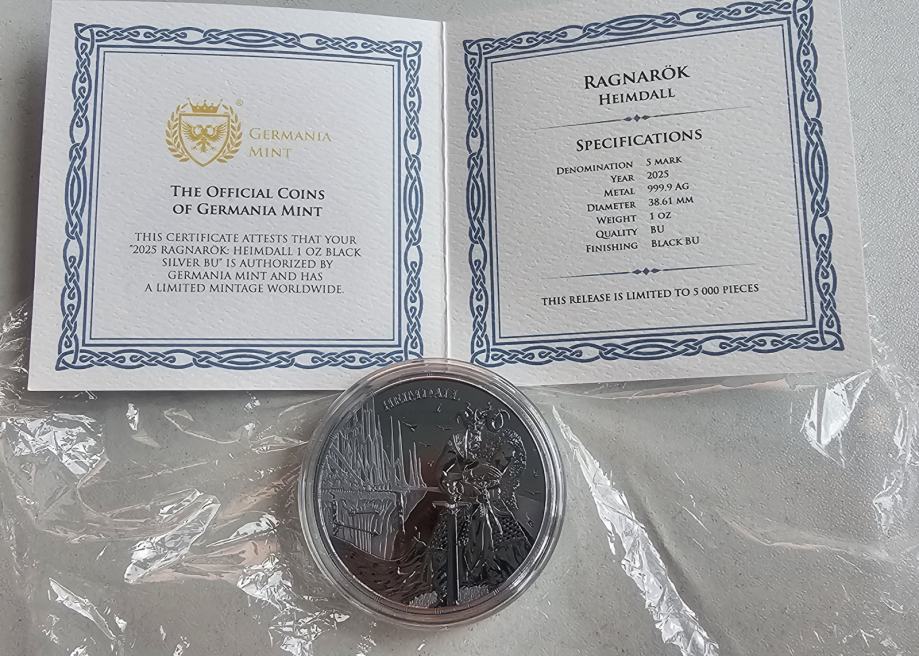 ®
GERMANIA
MINT
THE OFFICIAL COINS
OF GERMANIA MINT
THIS CERTIFICATE ATTESTS THAT YOUR
"2025 RAGNARÖK: HEIMDALL 1 OZ BLACK
SILVER BU" IS AUTHORIZED BY
GERMANIA MINT AND HAS
A LIMITED MINTAGE WORLDWIDE.
RAGNARÖK
HEIMDALL
SPECIFICATIONS
DENOMINATION 5 MARK
YEAR 2025
METAL 999.9 AG
DIAMETER 38.61 MM
WEIGHT 1 OZ
QUALITY BU
FINISHING BLACK BU
THIS RELEASE IS LIMITED TO 5 000 PIECES
HEIMDALL